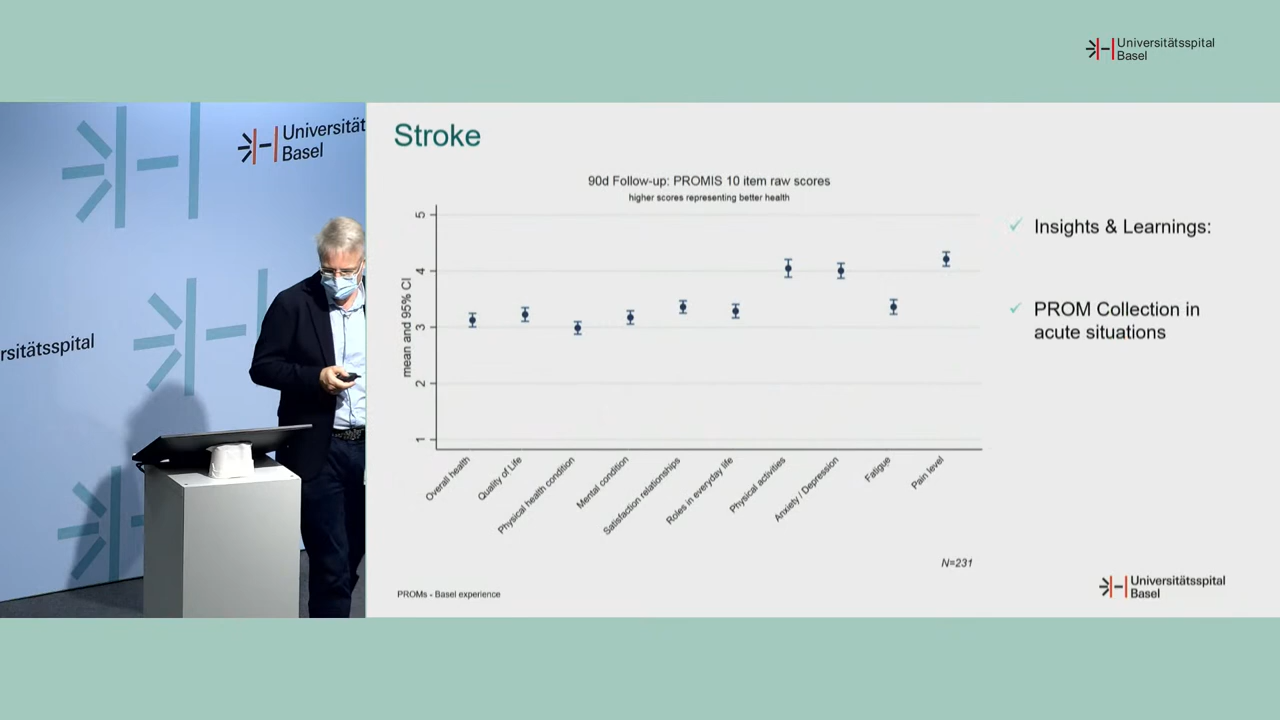 Universitätsspital
Basel
Universität
Basel
rsitätsspital
Stroke
90d Follow-up: PROMIS 10 item raw scores
higher scores representing better health
mean and 95% CI
5
4
3
2
1
Overall health
Quality of Life
Physical health condition
Mental condition
Satisfaction relationships
Roles in everyday life
Physical activities
Anxiety / Depression
Fatigue
Pain level
N=231
Insights & Learnings:
PROM Collection in
acute situations
PROMs - Basel experience
Universitätsspital
Basel